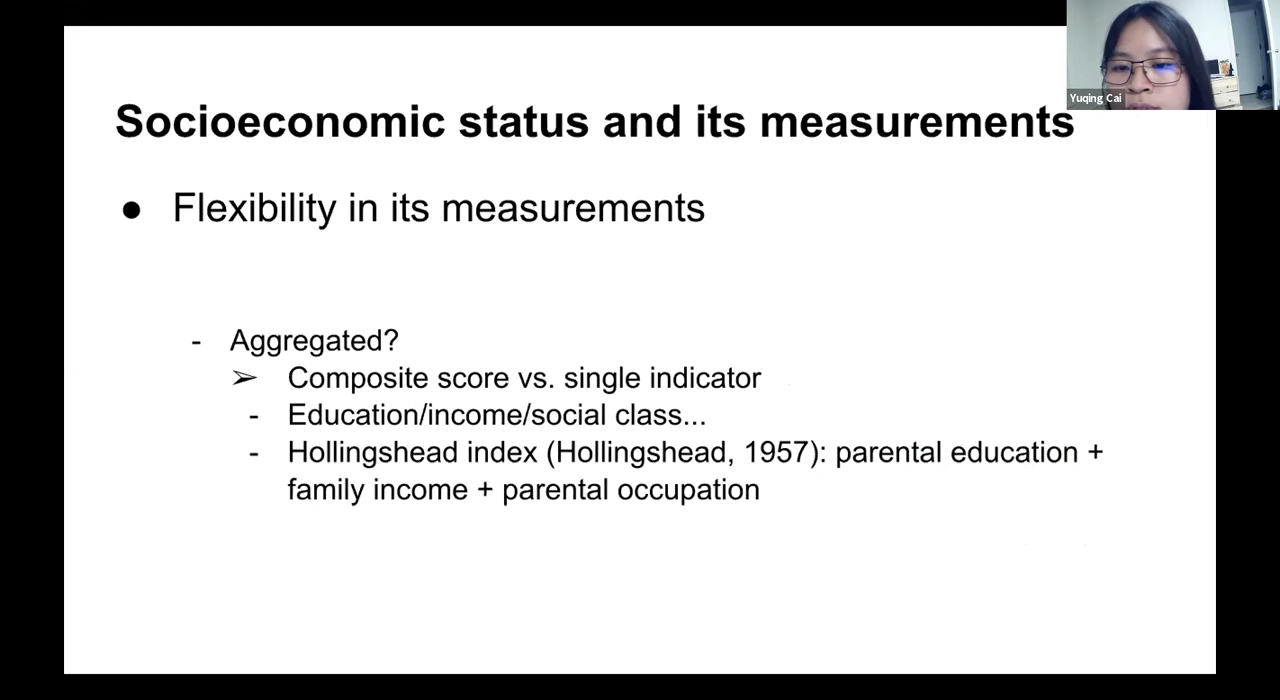 Yuqing Cai
Socioeconomic status and its measurements
● Flexibility in its measurements
- Aggregated?
➢ Composite score vs. single indicator
- Education/income/social class...
- Hollingshead index (Hollingshead, 1957): parental education +
family income + parental occupation